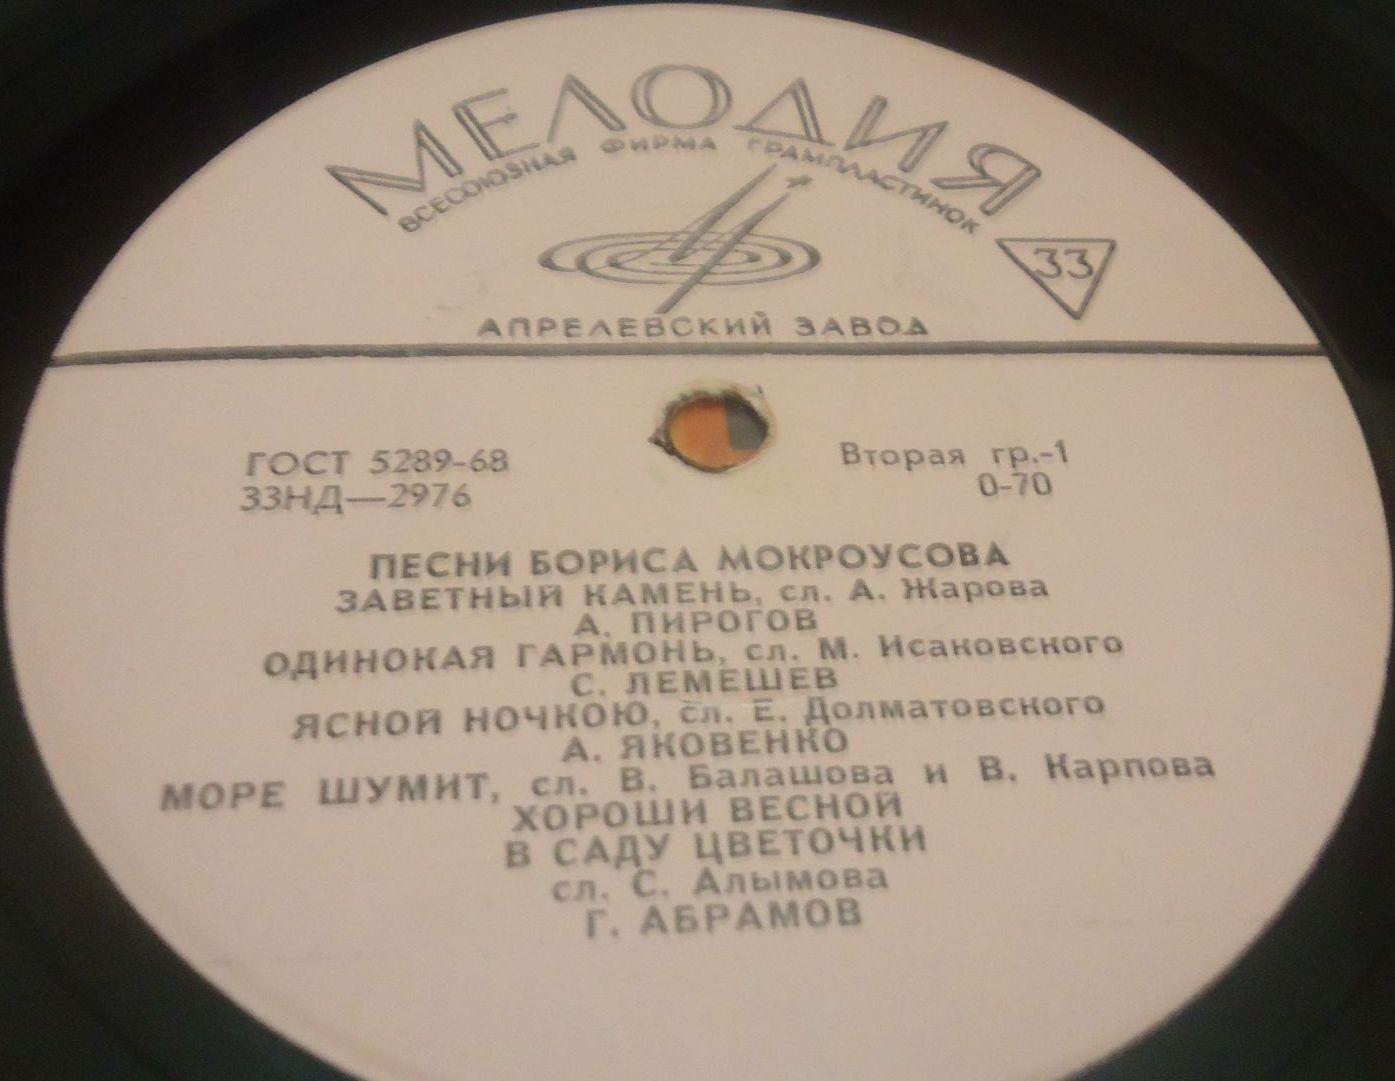 МЕЛОДИЯ
ВСЕСОЮЗНАЯ ФИРМА ГРАМПЛАСТИНОК
33
АПРЕЛЕВСКИЙ ЗАВОД
ГОСТ 5289-68
Вторая гр.-1
33НД—2976
0-70
ПЕСНИ БОРИСА МОКРОУСОВА
ЗАВЕТНЫЙ КАМЕНЬ, сл. А. Жарова
А. ПИРОГОВ
ОДИНОКАЯ ГАРМОНЬ, сл. М. Исаковского
С. ЛЕМЕШЕВ
ЯСНОЙ НОЧКОЮ, сл. Е. Долматовского
А. ЯКОВЕНКО
МОРЕ ШУМИТ, сл. В. Балашова и В. Карпова
ХОРОШИ ВЕСНОЙ
В САДУ ЦВЕТОЧКИ
сл. С. Алымова
Г. АБРАМОВ